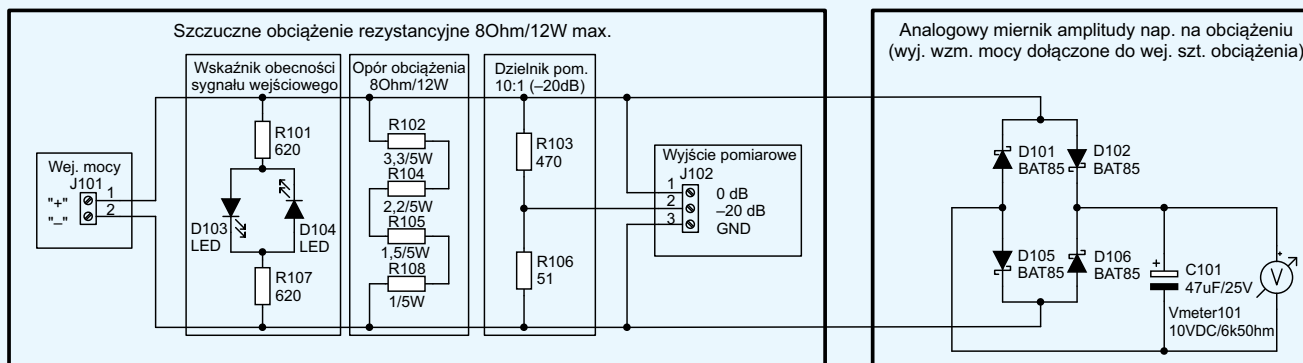 Szczuczne obciążenie rezystancyjne 8Ohm/12W max.
Wskaźnik obecności
sygnału wejściowego
Opór obciążenia
8Ohm/12W
Dzielnik pom.
10:1 (–20dB)
Wej. mocy
J101
"+"
"_"
1
2
R101
620
D103
LED
D104
LED
R107
620
R102
3,3/5W
R104
2,2/5W
R105
1,5/5W
R108
1/5W
R103
470
R106
51
Wyjście pomiarowe
J102
1
2
3
0 dB
–20 dB
GND
Analogowy miernik amplitudy nap. na obciążeniu
(wyj. wzm. mocy dołączone do wej. szt. obciążenia)
D101
BAT85
D102
BAT85
D105
BAT85
D106
BAT85
+
C101
47uF/25V
+
V
Vmeter101
10VDC/6k50hm